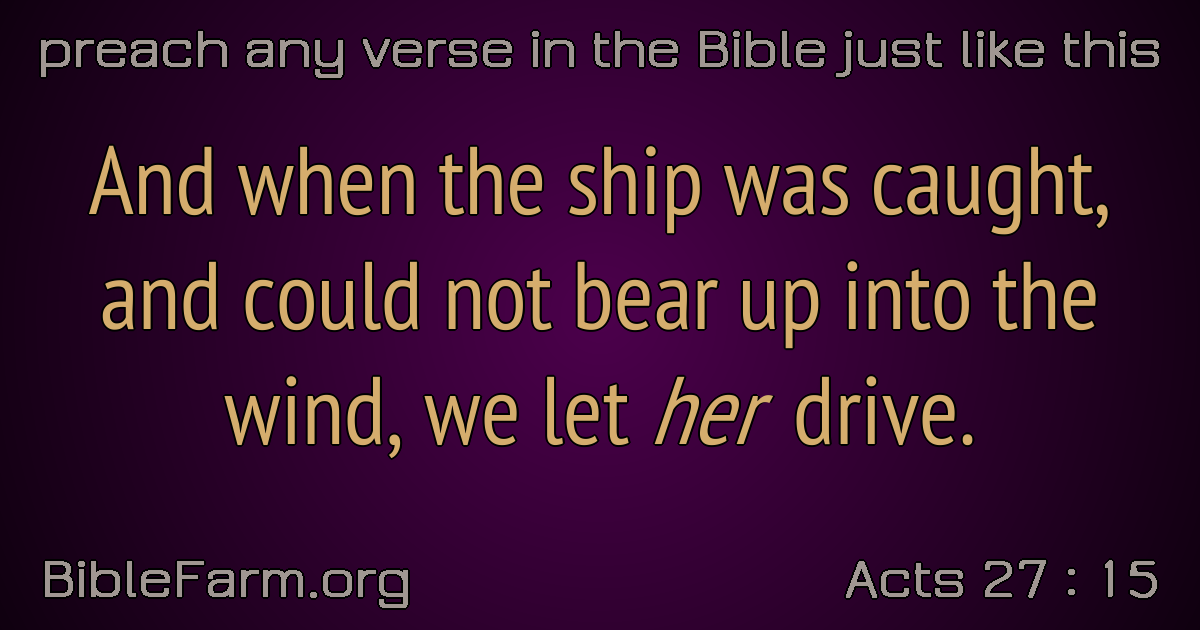 preach any verse in the Bible just like this
And when the ship was caught,
and could not bear up into the
wind, we let her drive.
BibleFarm.org
Acts 27 : 15